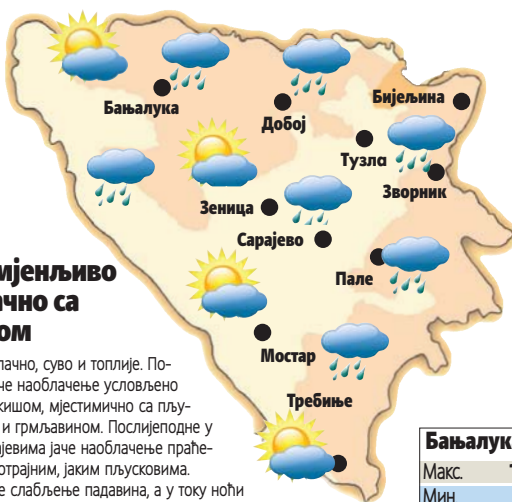 Бањалука
Добој
Бијељина
Тузла
Зворник
Зеница
Сарајево
Пале
Мостар
Требиње
мјенљиво
чно са
ом
лачно, суво и топлије. По-
че наоблачење условљено
кишом, мјестимично са пљу-
и грмљавином. Послијеподне у
ајевима јаче наоблачење праће-
отрајним, јаким пљусковима.
е слабљење падавина, а у току ноћи
Бањалук
Макс.
Мин